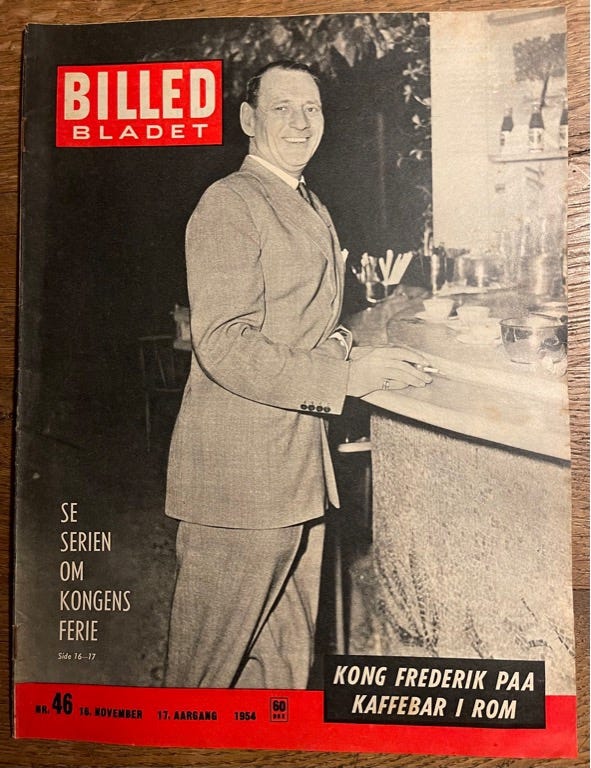 BILLED
BLADET
SE
SERIEN
OM
KONGENS
FERIE
Side 16-17
KONG FREDERIK PAA
KAFFEBAR I ROM
NR. 46 16. NOVEMBER 17. AARGANG 1954 60 ØRE